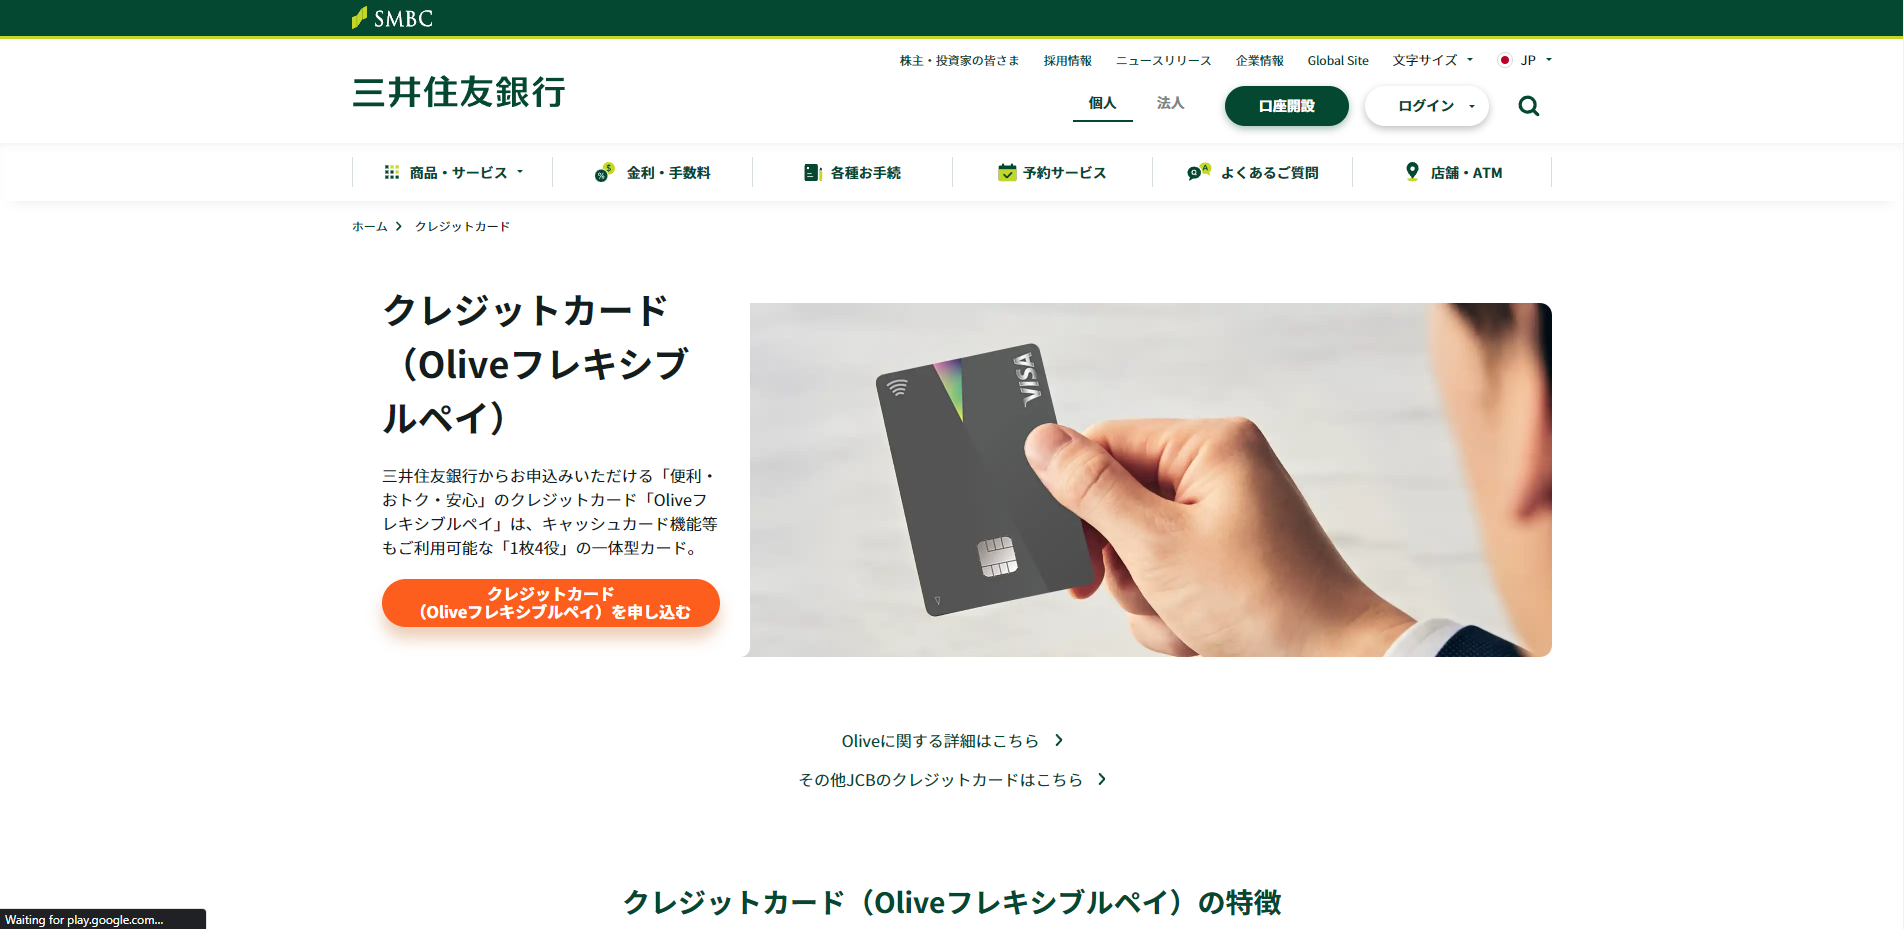 SMBC
三井住友銀行
株主・投資家の皆さま
採用情報
ニュースリリース
企業情報
Global Site
文字サイズ
JP
個人
法人
口座開設
ログイン
商品・サービス
金利・手数料
各種お手続
予約サービス
よくあるご質問
店舗・ATM
ホーム
クレジットカード
クレジットカード
（Oliveフレキシブ
ルペイ）
三井住友銀行からお申込みいただける「便利・
おトク・安心」のクレジットカード「Oliveフ
レキシブルペイ」は、キャッシュカード機能等
もご利用可能な「1枚4役」の一体型カード。
クレジットカード
（Oliveフレキシブルペイ）を申し込む
VISA
Oliveに関する詳細はこちら
その他JCBのクレジットカードはこちら
クレジットカード（Oliveフレキシブルペイ）の特徴
Waiting for play.google.com...